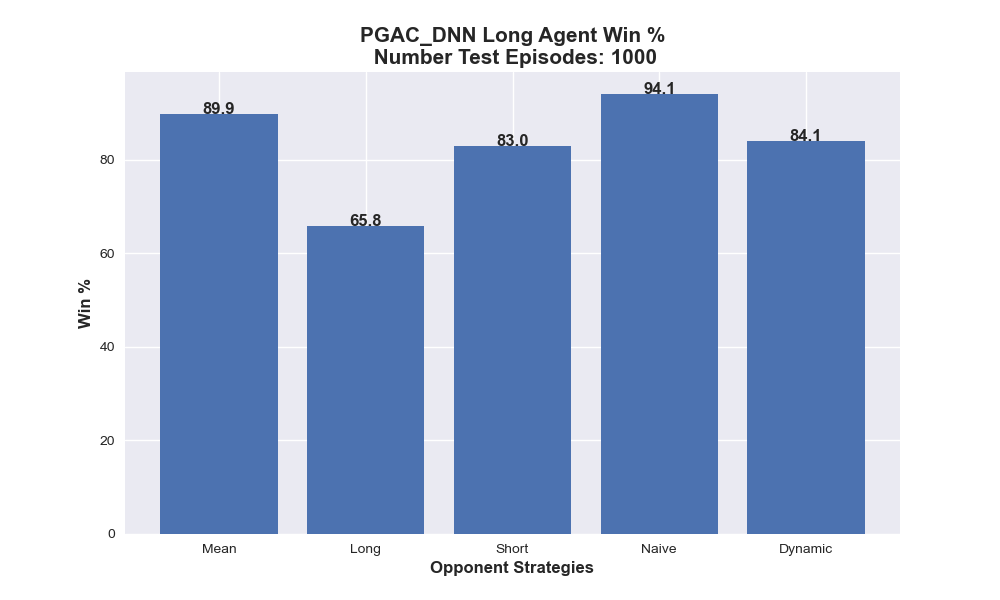 PGAC_DNN Long Agent Win %
Number Test Episodes: 1000
94.1
89.9
84.1
83.0
80
65.8
60
Win %
40
20
0
Mean Long Short Naive Dynamic
Opponent Strategies